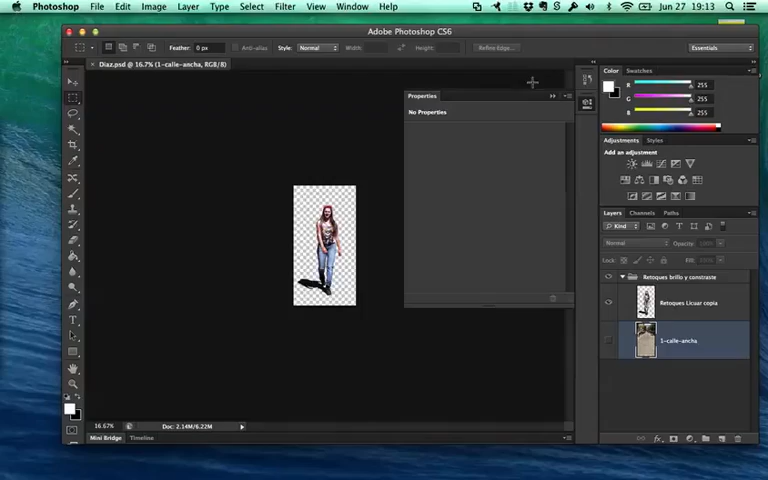 Photoshop File Edit Image Layer Type Select Filter View Window Help Jun 27 19:13
Adobe Photoshop CS6
Feather: 0 px Anti-alias Style: Normal Width: Height: Refine Edge... Essentials
Diaz.psd @ 16.7% (1-calle-ancha, RGB/8)
Color Swatches
R 255
G 255
B 255
Properties
No Properties
Adjustments Styles
Add an adjustment
Layers Channels Paths
Kind
Normal Opacity: 100%
Lock: Fill:
Retoques brillo y constraste
Retoques Licuar copia
1-calle-ancha
16.67% Doc: 2.14M/6.22M
Mini Bridge Timeline